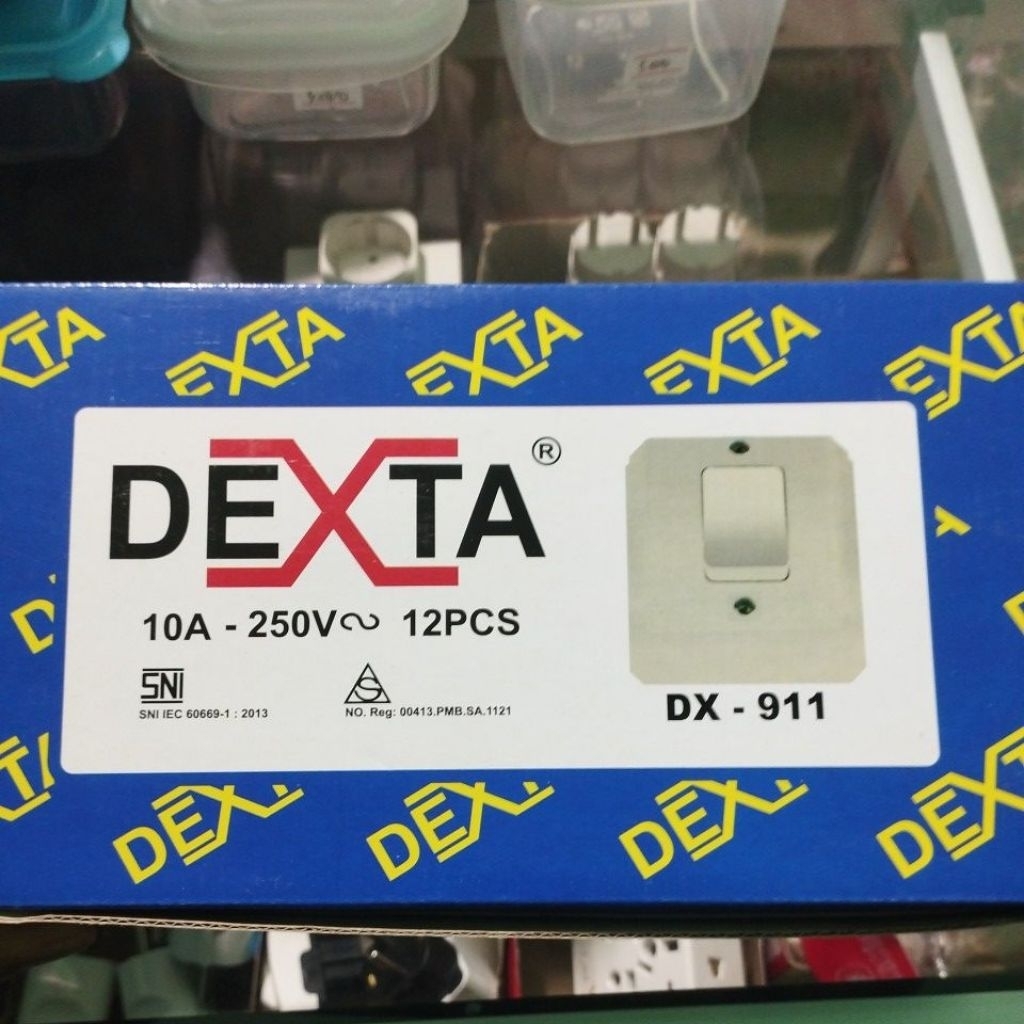 DEXTA®
10A - 250V~ 12PCS
SNI
SNI IEC 60669-1 : 2013
S
NO. Reg: 00413.PMB.SA.1121
DX - 911
DEXTA
DEXTA
DEXTA
DEXTA